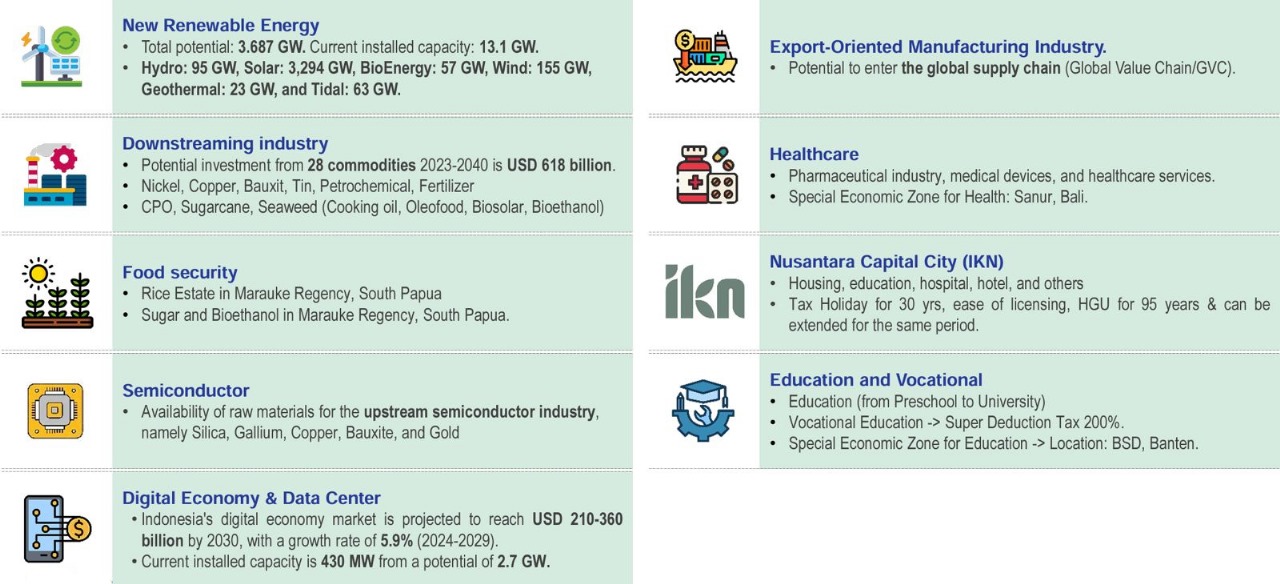 New Renewable Energy
• Total potential: 3.687 GW. Current installed capacity: 13.1 GW.
• Hydro: 95 GW, Solar: 3,294 GW, BioEnergy: 57 GW, Wind: 155 GW,
Geothermal: 23 GW, and Tidal: 63 GW.
Downstreaming industry
• Potential investment from 28 commodities 2023-2040 is USD 618 billion.
• Nickel, Copper, Bauxit, Tin, Petrochemical, Fertilizer
• CPO, Sugarcane, Seaweed (Cooking oil, Oleofood, Biosolar, Bioethanol)
Food security
• Rice Estate in Marauke Regency, South Papua
• Sugar and Bioethanol in Marauke Regency, South Papua.
Semiconductor
• Availability of raw materials for the upstream semiconductor industry,
namely Silica, Gallium, Copper, Bauxite, and Gold
Digital Economy & Data Center
• Indonesia's digital economy market is projected to reach USD 210-360
billion by 2030, with a growth rate of 5.9% (2024-2029).
• Current installed capacity is 430 MW from a potential of 2.7 GW.
Export-Oriented Manufacturing Industry.
• Potential to enter the global supply chain (Global Value Chain/GVC).
Healthcare
• Pharmaceutical industry, medical devices, and healthcare services.
• Special Economic Zone for Health: Sanur, Bali.
ikn
Nusantara Capital City (IKN)
• Housing, education, hospital, hotel, and others
• Tax Holiday for 30 yrs, ease of licensing, HGU for 95 years & can be
extended for the same period.
Education and Vocational
• Education (from Preschool to University)
• Vocational Education -> Super Deduction Tax 200%.
• Special Economic Zone for Education -> Location: BSD, Banten.